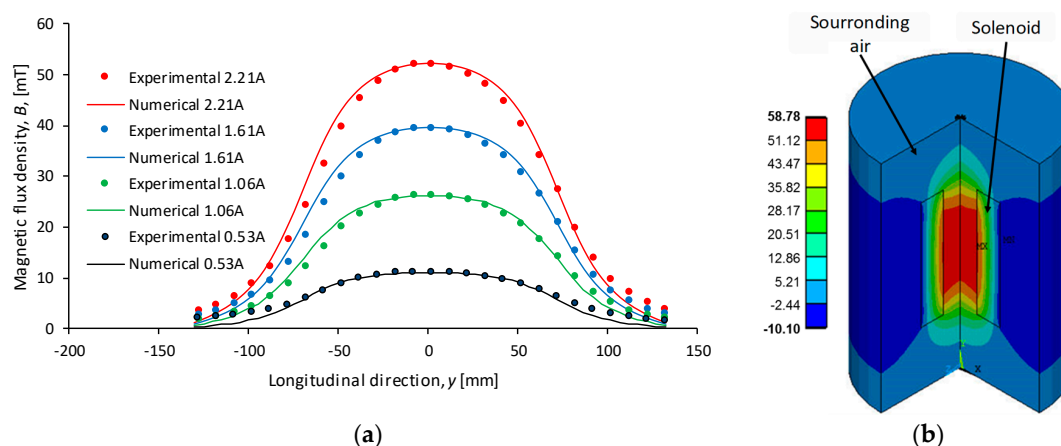 60
50
40
30
20
10
0
-200
-150
-100
-50
0
50
100
150
Magnetic flux density, B, [mT]
Longitudinal direction, y [mm]
Experimental 2.21A
Numerical 2.21A
Experimental 1.61A
Numerical 1.61A
Experimental 1.06A
Numerical 1.06A
Experimental 0.53A
Numerical 0.53A
(a)
Sourronding
air
Solenoid
58.78
51.12
43.47
35.82
28.17
20.51
12.86
5.21
-2.44
-10.10
MX
X
(b)